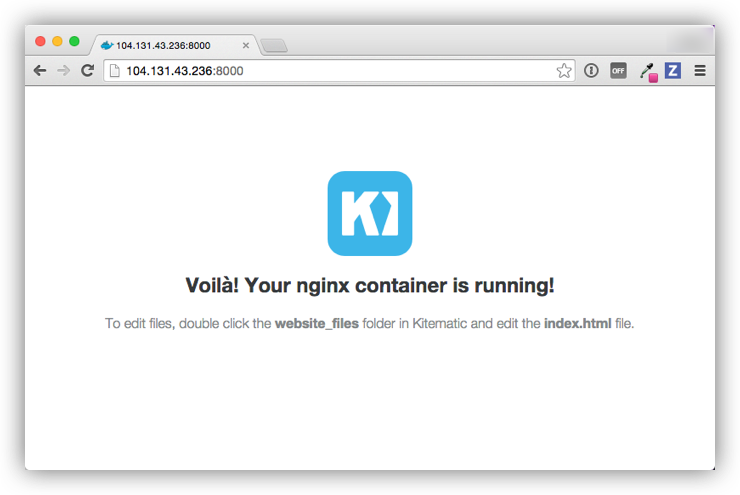 104.131.43.236:8000
104.131.43.236:8000
OFF
Z
KI
Voilà! Your nginx container is running!
To edit files, double click the website_files folder in Kitematic and edit the index.html file.